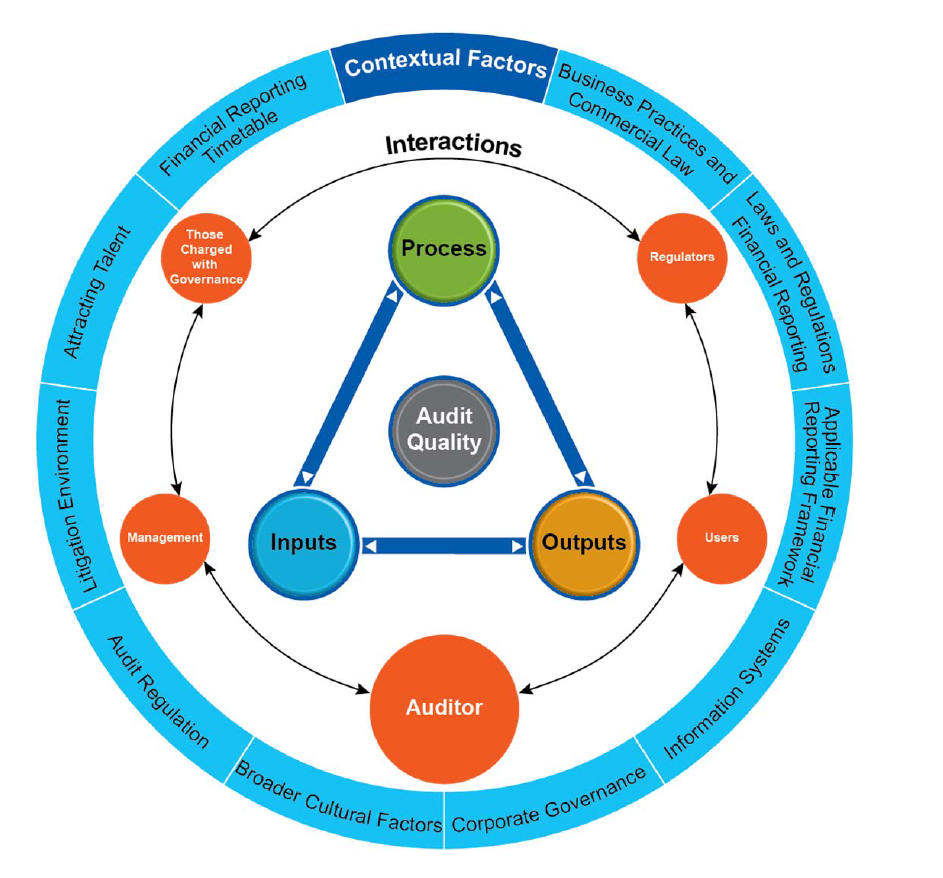 Contextual Factors
Business Practices and
Commercial Law
Laws and Regulations
Financial Reporting
Applicable Financial
Reporting Framework
Information Systems
Corporate Governance
Broader Cultural Factors
Audit Regulation
Litigation Environment
Attracting Talent
Financial Reporting
Timetable
Interactions
Those
Charged
with
Governance
Process
Regulators
Audit
Quality
Management
Inputs
Outputs
Users
Auditor